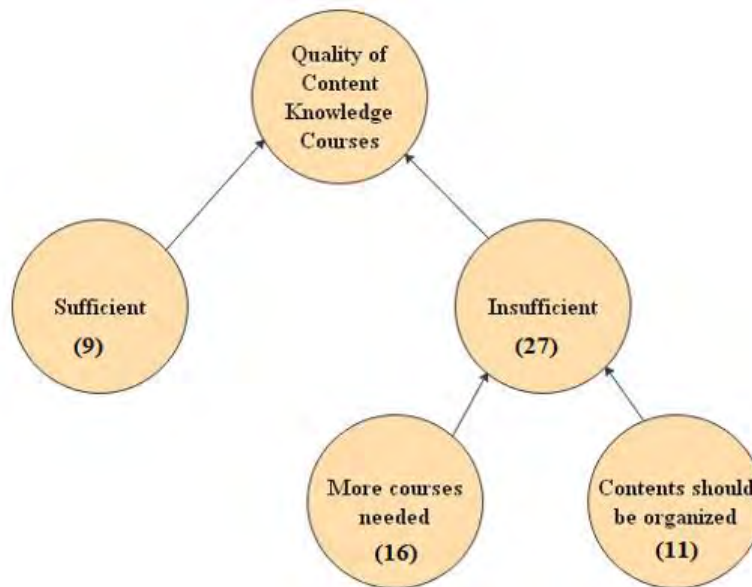 Quality of
Content
Knowledge
Courses
Sufficient
(9)
Insufficient
(27)
More courses
needed
(16)
Contents should
be organized
(11)